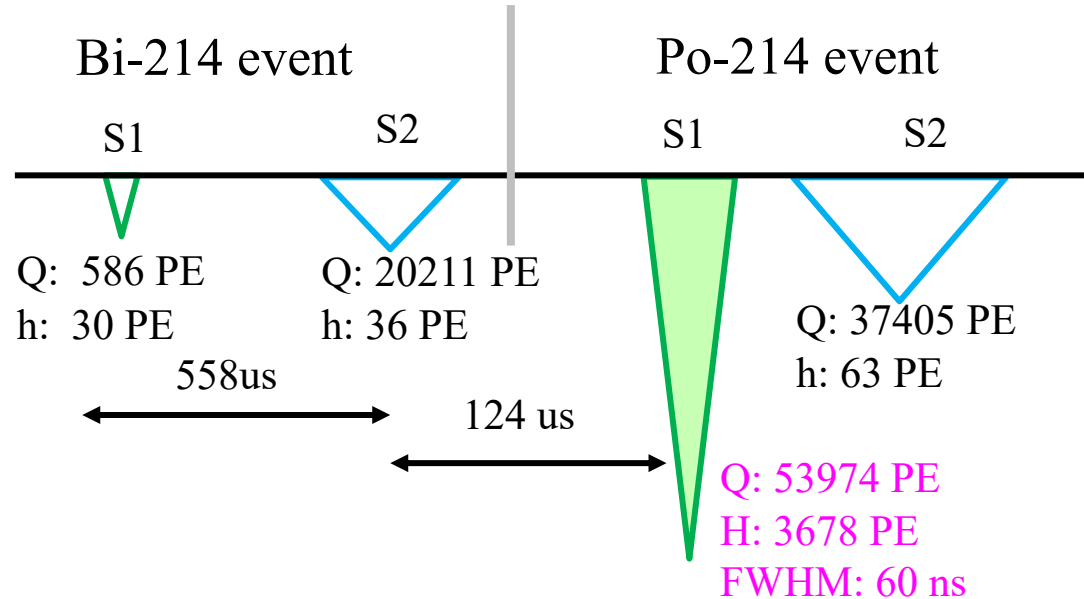 Bi-214 event
Po-214 event
S1
S2
S1
S2
Q: 586 PE
h: 30 PE
Q: 20211 PE
h: 36 PE
Q: 37405 PE
h: 63 PE
558us
124 us
Q: 53974 PE
H: 3678 PE
FWHM: 60 ns